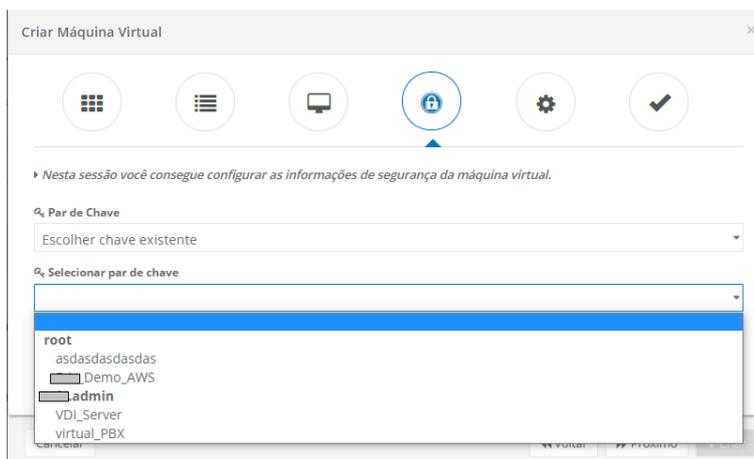 Criar Máquina Virtual
Nesta sessão você consegue configurar as informações de segurança da máquina virtual.
Par de Chave
Escolher chave existente
Selecionar par de chave
root
asdasdasdasdas
_Demo_AWS
.admin
VDI_Server
virtual_PBX
Cancelar
Voltar
Próximo